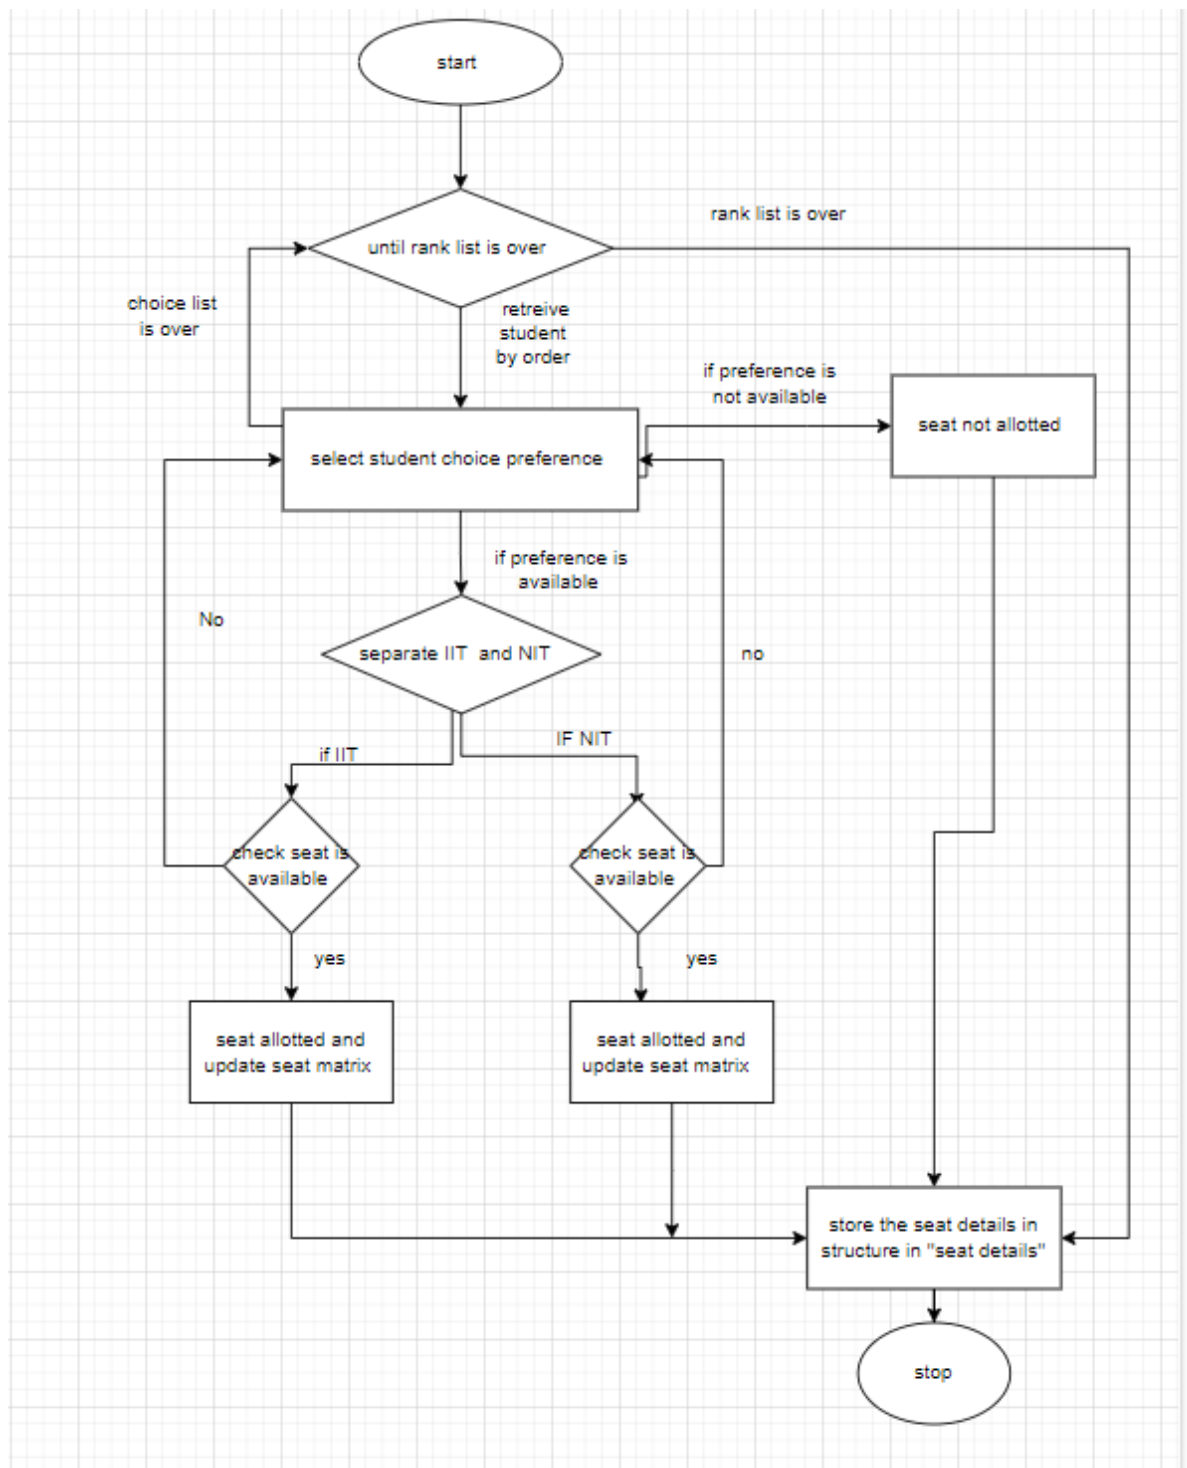 start
rank list is over
until rank list is over
choice list
is over
retreive
student
by order
if preference is
not available
seat not allotted
select student choice preference
if preference is
available
No
separate IIT and NIT
no
if IIT
IF NIT
check seat is
available
check seat is
available
yes
yes
seat allotted and
update seat matrix
seat allotted and
update seat matrix
store the seat details in
structure in "seat details"
stop